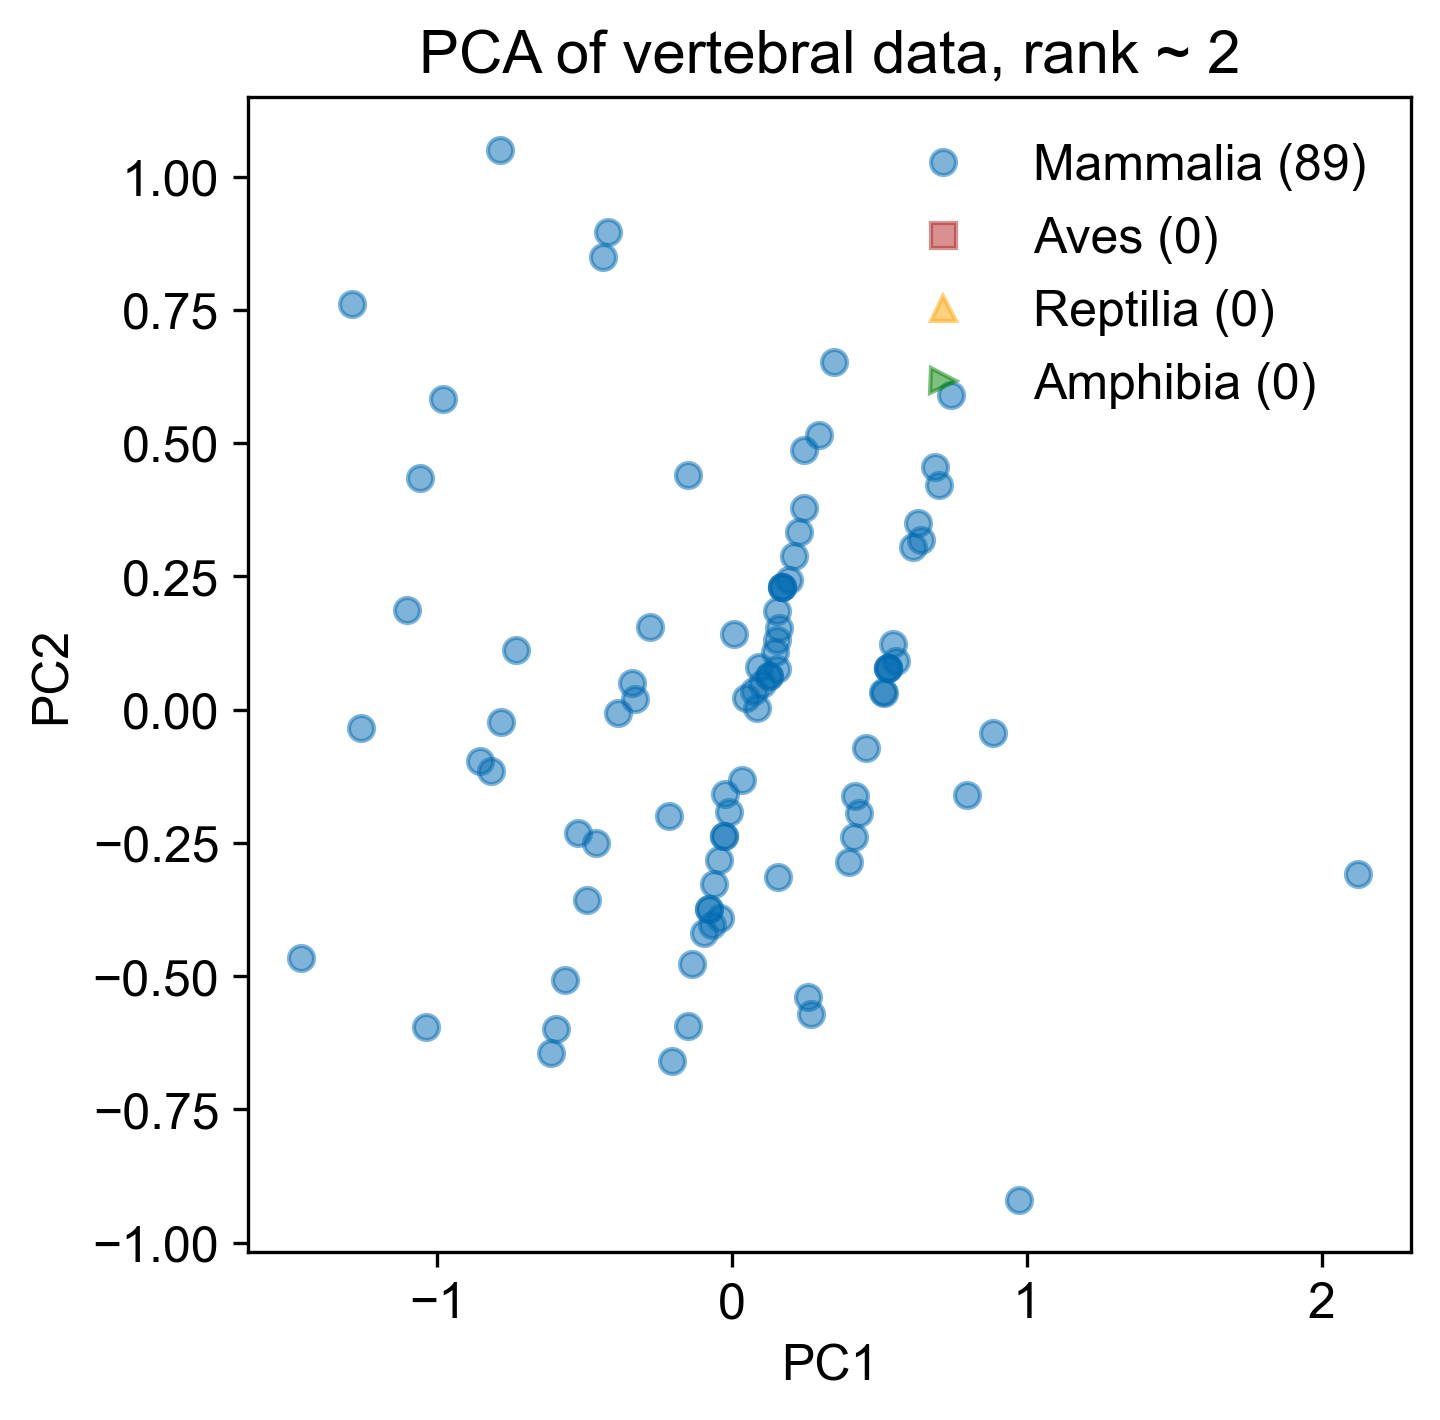 PCA of vertebral data, rank ~ 2
Mammalia (89)
Aves (0)
Reptilia (0)
Amphibia (0)
1.00
0.75
0.50
0.25
0.00
−0.25
−0.50
−0.75
−1.00
PC2
−1
0
1
2
PC1